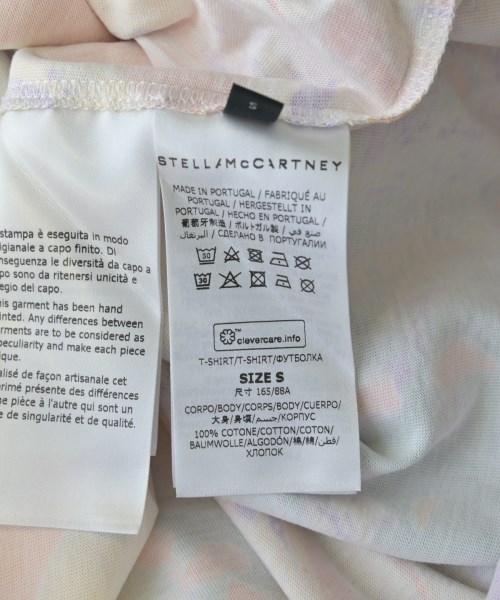 S
STELLA McCARTNEY
MADE IN PORTUGAL / FABRIQUÉ AU
PORTUGAL / HERGESTELLT IN
PORTUGAL / HECHO EN PORTUGAL /
葡萄牙制造 / ポルトガル製 / صنع في
البرتغال / СДЕЛАНО В ПОРТУГАЛИИ
30
30
clevercare.info
T-SHIRT/T-SHIRT/ФУТБОЛКА
SIZE S
尺寸 165/88A
CORPO/BODY/CORPS/BODY/CUERPO/
大身/身頃/جسم/КОРПУС
100% COTONE/COTTON/COTON/
BAUMWOLLE/ALGODÓN/棉/綿/قطن/
ХЛОПОК
stampa è eseguita in modo
igianale a capo finito. Di
nseguenza le diversità da capo a
po sono da ritenersi unicità e
egio del capo.
his garment has been hand
inted. Any differences between
rments are to be considered as
peculiarity and make each piece
ique.
alisé de façon artisanale cet
rimé présente des différences
ne pièce à l'autre qui sont un
e de singularité et de qualité.